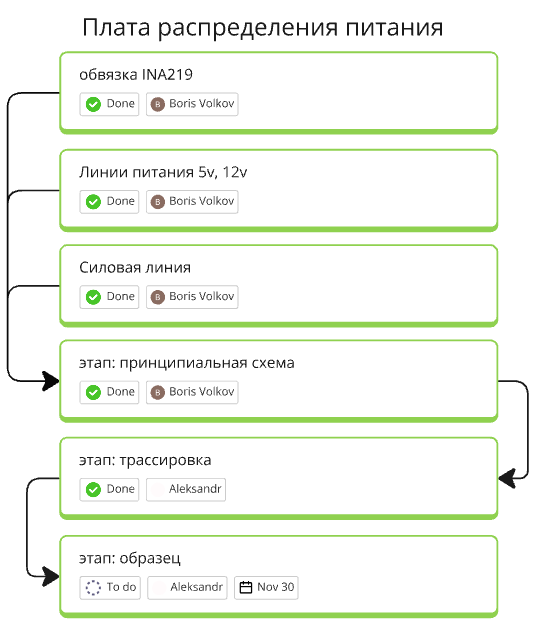 Плата распределения питания
обвязка INA219
Done B Boris Volkov
Линии питания 5v, 12v
Done B Boris Volkov
Силовая линия
Done B Boris Volkov
этап: принципиальная схема
Done B Boris Volkov
этап: трассировка
Done Aleksandr
этап: образец
To do Aleksandr Nov 30